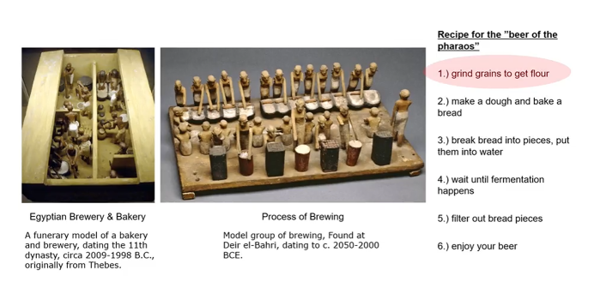 Recipe for the "beer of the
pharaos"
1.) grind grains to get flour
2.) make a dough and bake a
bread
3.) break bread into pieces, put
them into water
4.) wait until fermentation
happens
5.) filter out bread pieces
6.) enjoy your beer
Egyptian Brewery & Bakery
A funerary model of a bakery
and brewery, dating the 11th
dynasty, circa 2009-1998 B.C.,
originally from Thebes.
Process of Brewing
Model group of brewing, Found at
Deir el-Bahri, dating to c. 2050-2000
BCE.